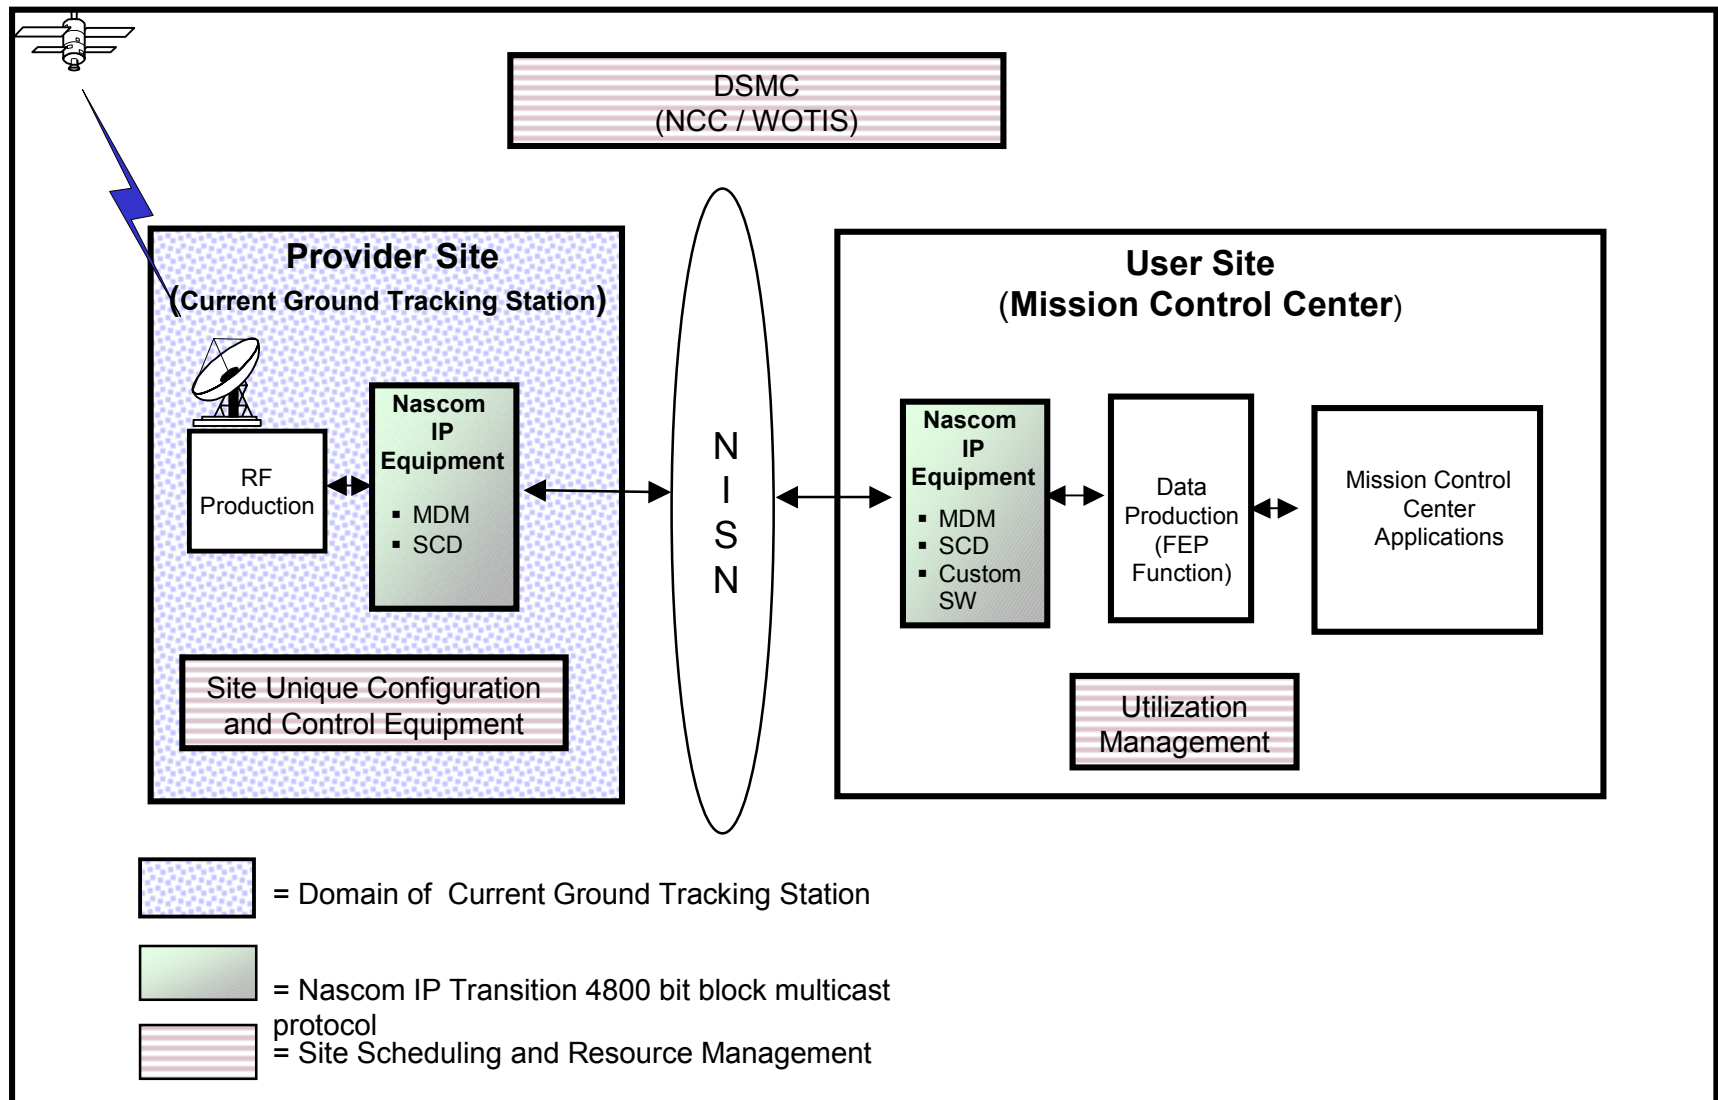 DSMC
(NCC / WOTIS)
Provider Site
(Current Ground Tracking Station)
RF
Production
Nascom
IP
Equipment
▪ MDM
▪ SCD
Site Unique Configuration
and Control Equipment
N
I
S
N
User Site
(Mission Control Center)
Nascom
IP
Equipment
▪ MDM
▪ SCD
▪ Custom
SW
Data
Production
(FEP
Function)
Mission Control
Center
Applications
Utilization
Management
= Domain of Current Ground Tracking Station
= Nascom IP Transition 4800 bit block multicast
protocol
= Site Scheduling and Resource Management